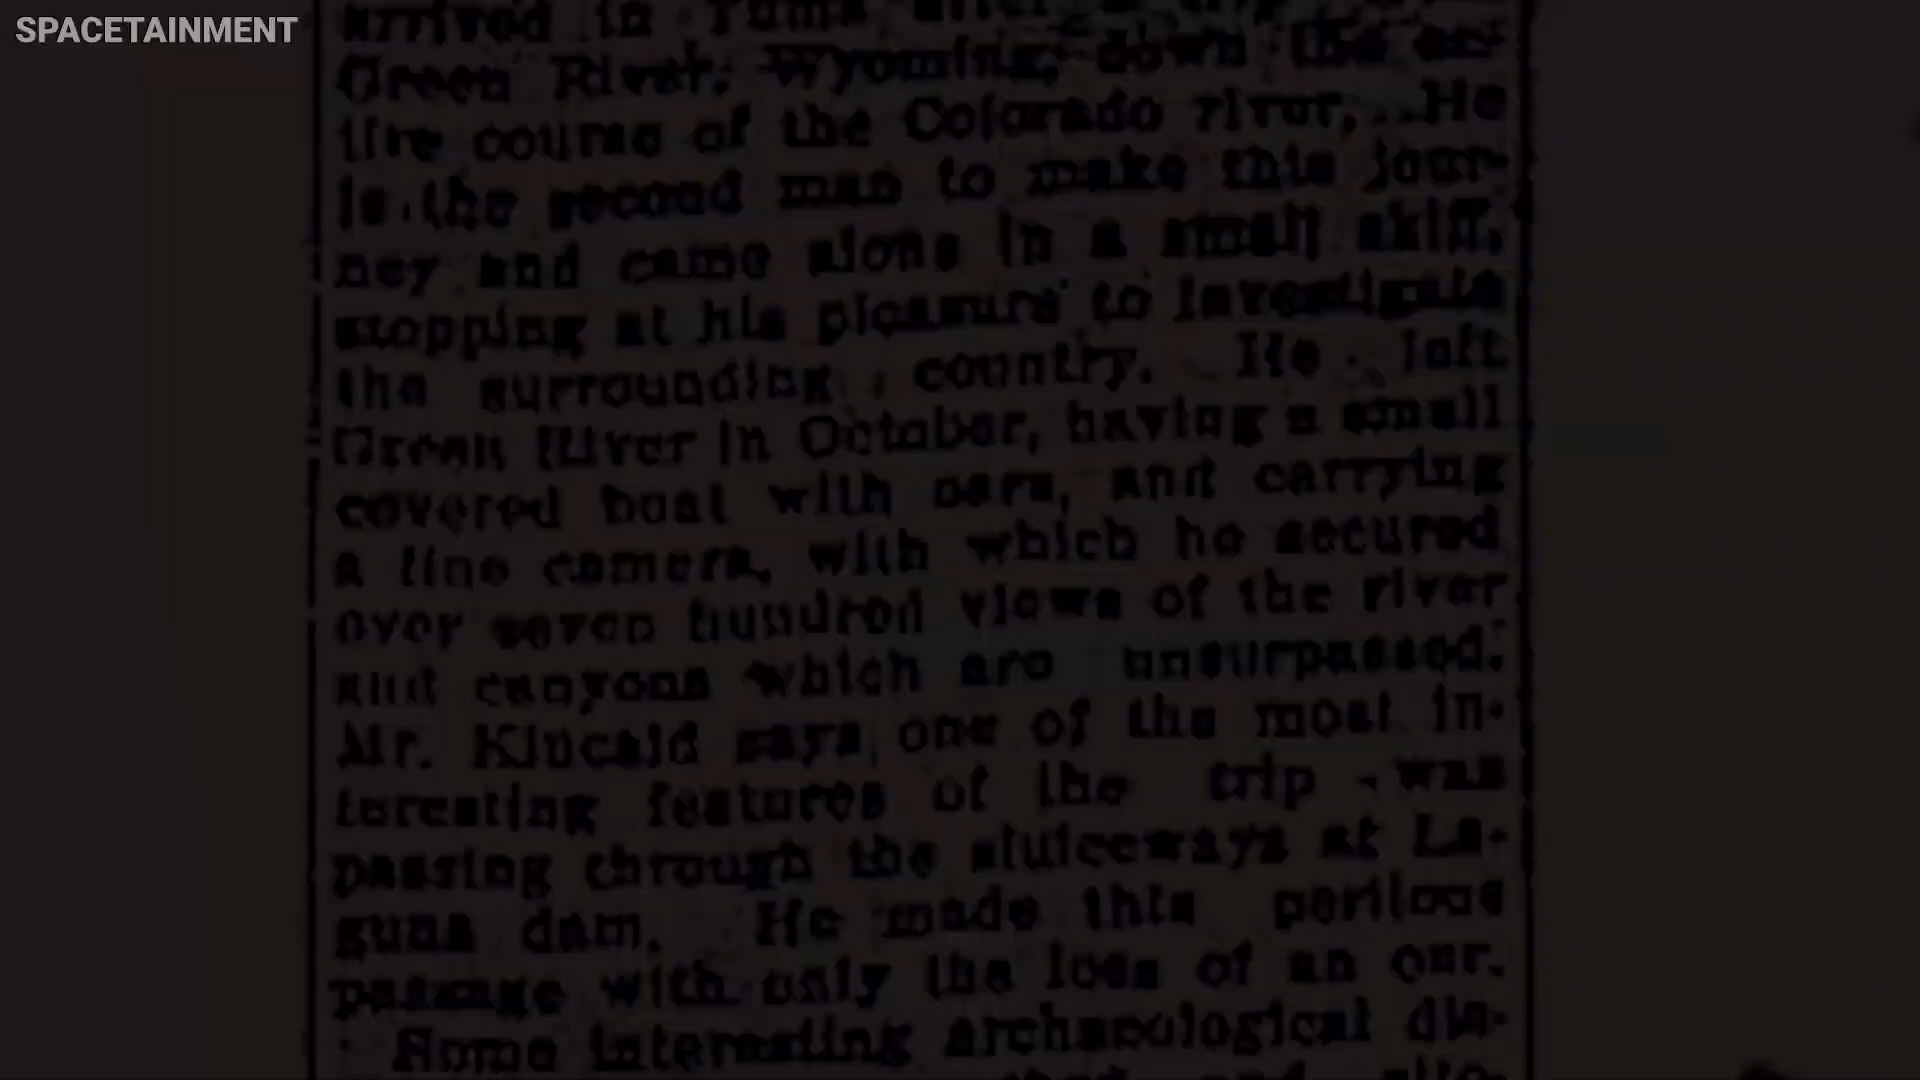 SPACETAINMENT
arrived in Yuma after a trip
Green River, Wyoming, down the en-
tire course of the Colorado river. He
is the second man to make this jour-
ney and came alone in a small skiff,
stopping at his pleasure to investigate
the surrounding country. He left
Green River in October, having a small
covered boat with oars, and carrying
a fine camera, with which he secured
over seven hundred views of the river
and canyons which are unsurpassed.
Mr. Kincaid says one of the most in-
teresting features of the trip was
passing through the sluiceways at La-
guna dam. He made this perilous
passage with only the loss of an oar.
Some interesting archaeological dis-